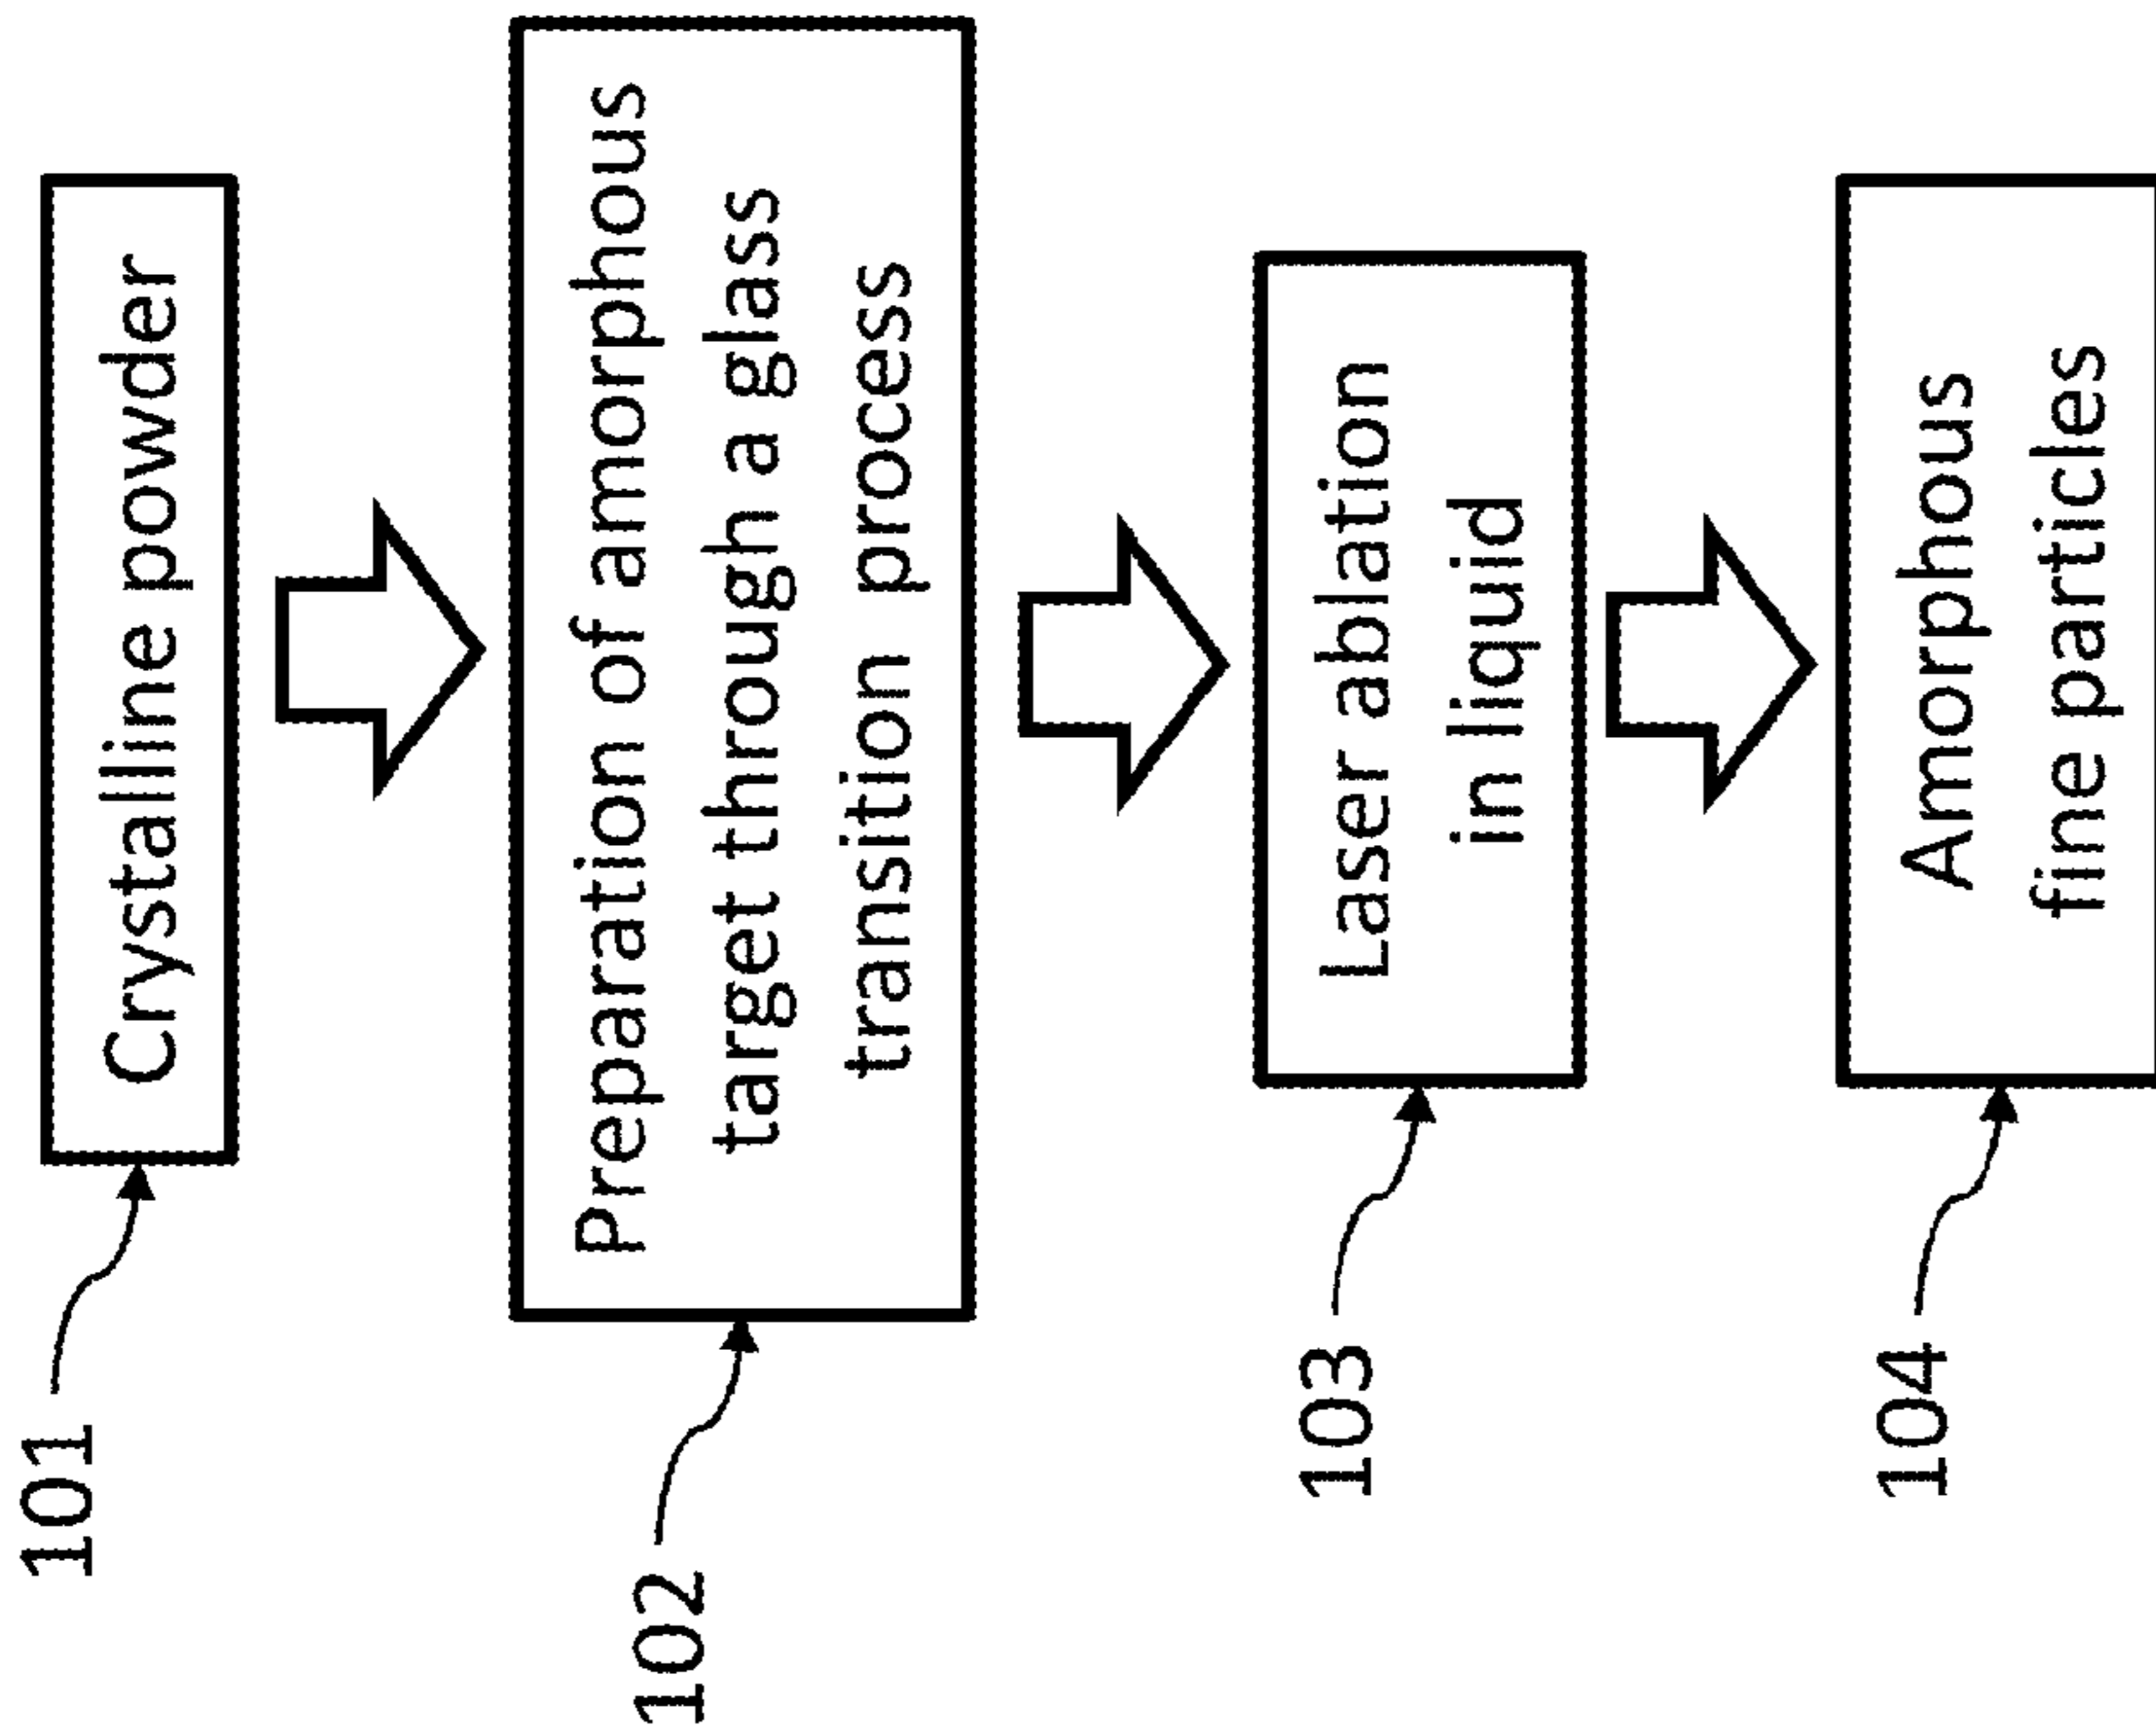 101
Crystalline powder
102
Preparation of amorphous
target through a glass
transition process
103
Laser ablation
in liquid
104
Amorphous
fine particles